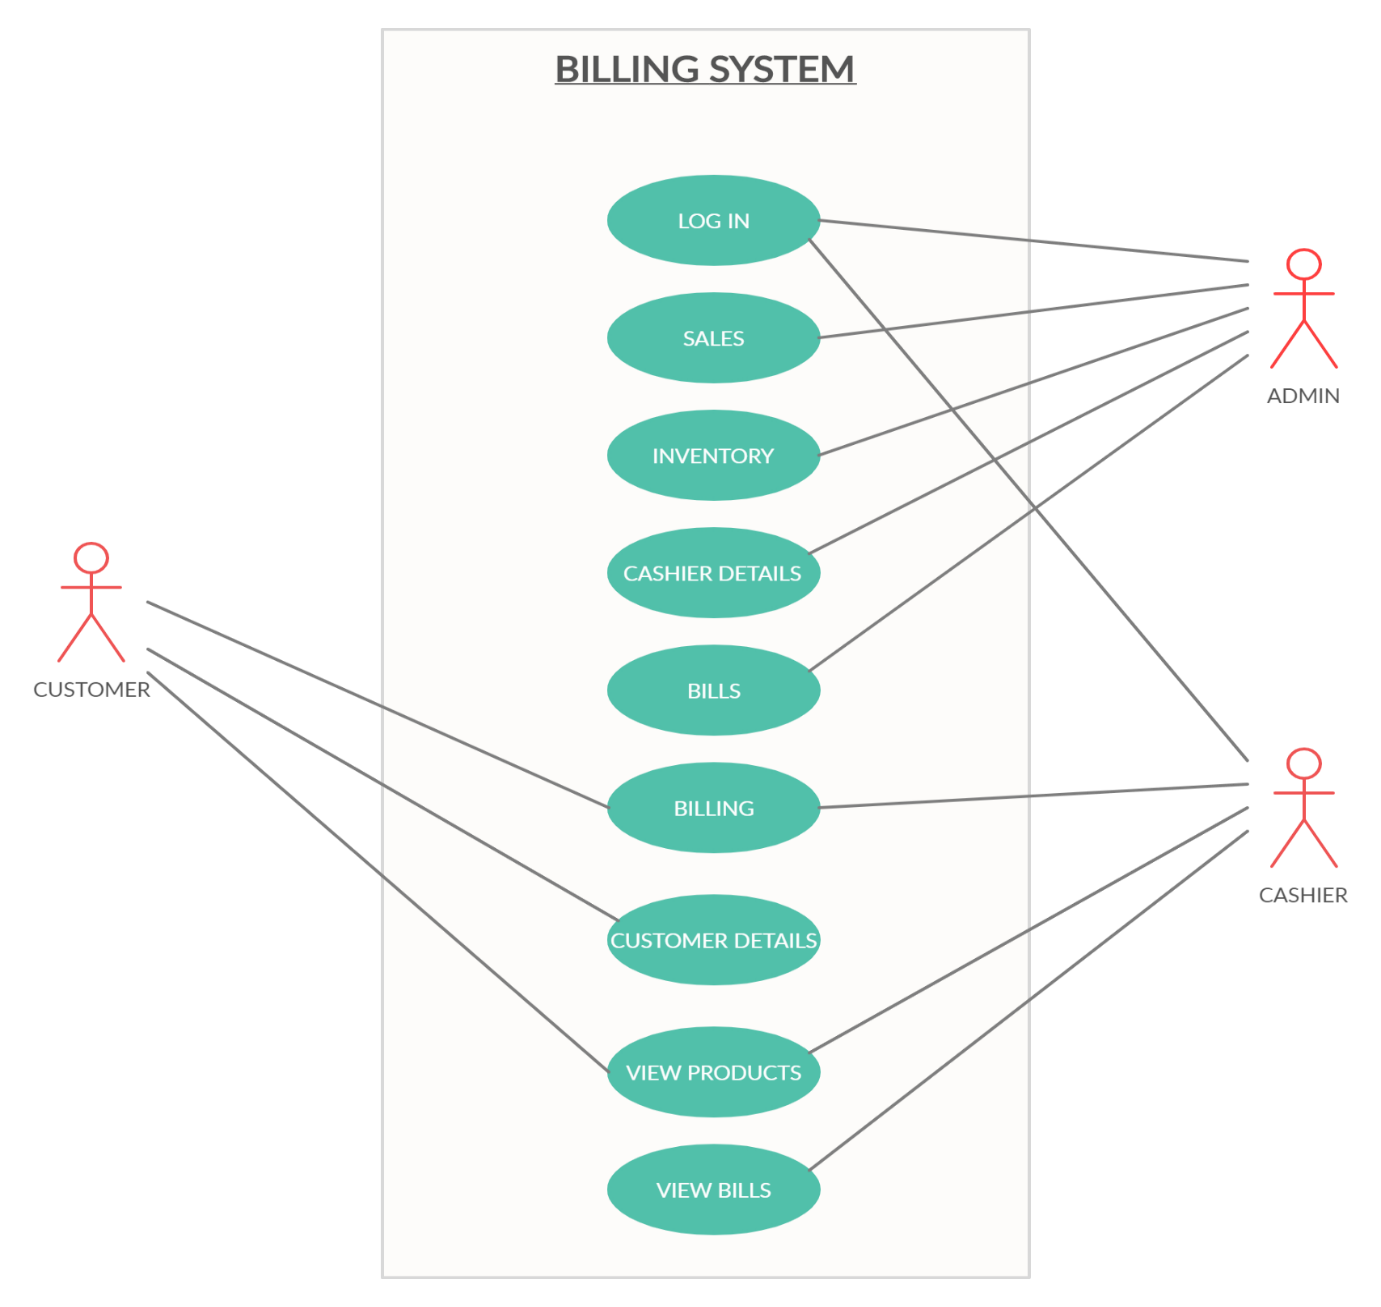 BILLING SYSTEM
LOG IN
SALES
INVENTORY
CASHIER DETAILS
BILLS
BILLING
CUSTOMER DETAILS
VIEW PRODUCTS
VIEW BILLS
CUSTOMER
ADMIN
CASHIER